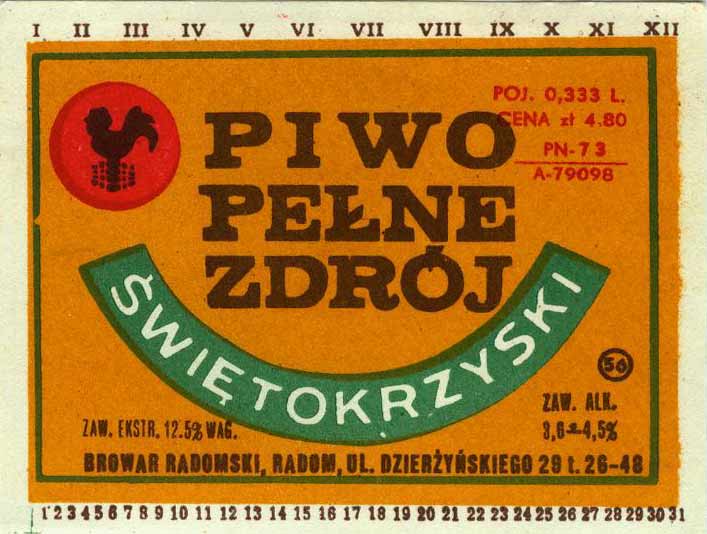 I II III IV V VI VII VIII IX X XI XII
POJ. 0,333 L.
CENA zł 4.80
PN-73
A-79098
PIWO
PEŁNE
ZDRÓJ
ŚWIĘTOKRZYSKI
56
ZAW. ALK.
3,6-4,5%
ZAW. EKSTR. 12.5% WAG.
BROWAR RADOMSKI, RADOM, UL. DZIERŻYŃSKIEGO 29 t. 26-48
1 2 3 4 5 6 7 8 9 10 11 12 13 14 15 16 17 18 19 20 21 22 23 24 25 26 27 28 29 30 31